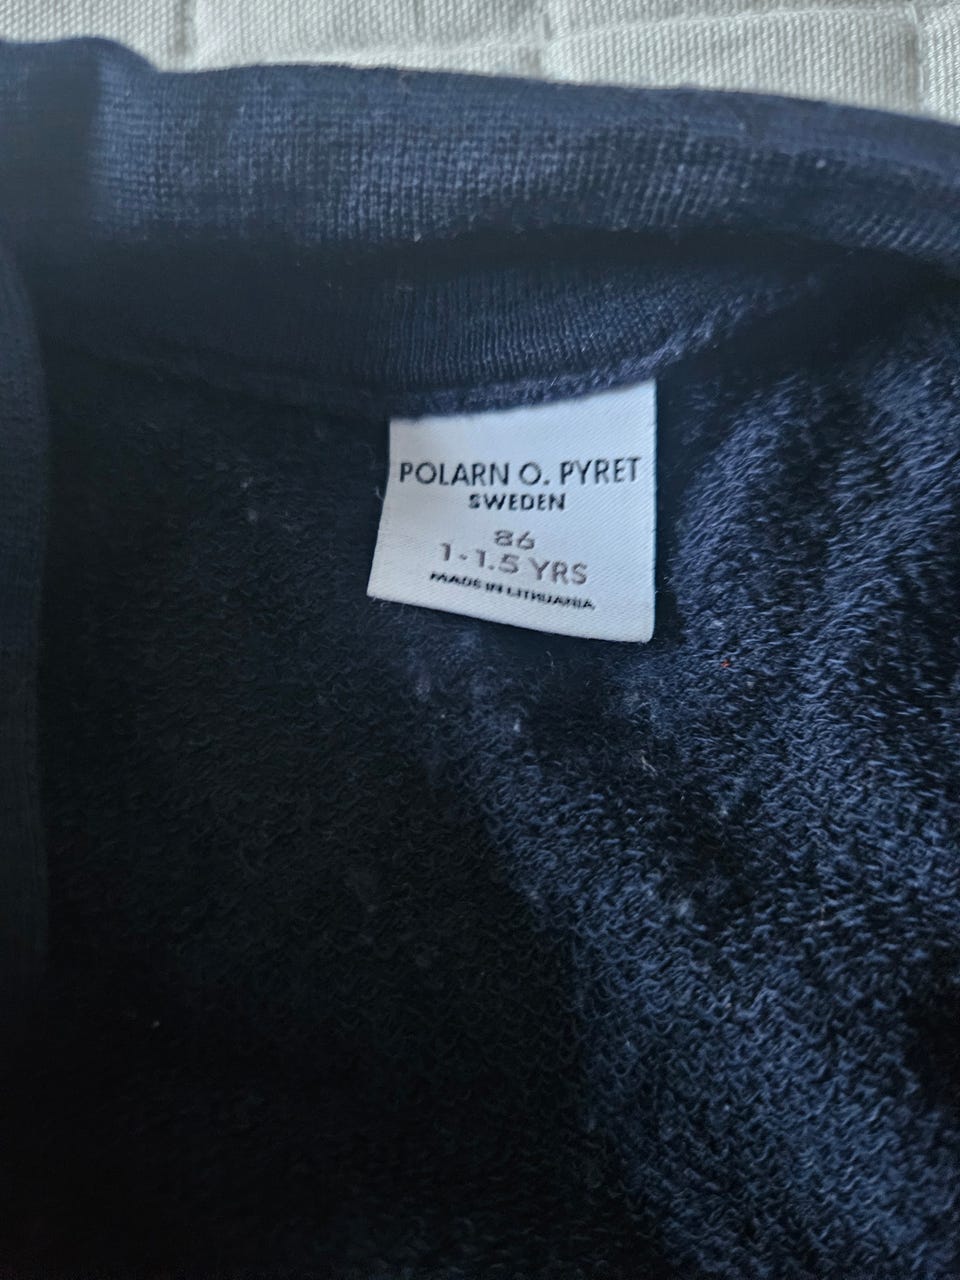 POLARN O. PYRET
SWEDEN
86
1-1.5 YRS
MADE IN LITHUANIA